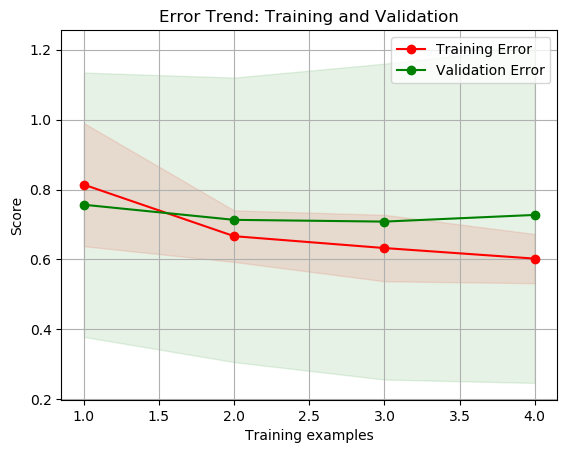 Error Trend: Training and Validation
Training Error
Validation Error
Score
1.2
1.0
0.8
0.6
0.4
0.2
1.0 1.5 2.0 2.5 3.0 3.5 4.0
Training examples